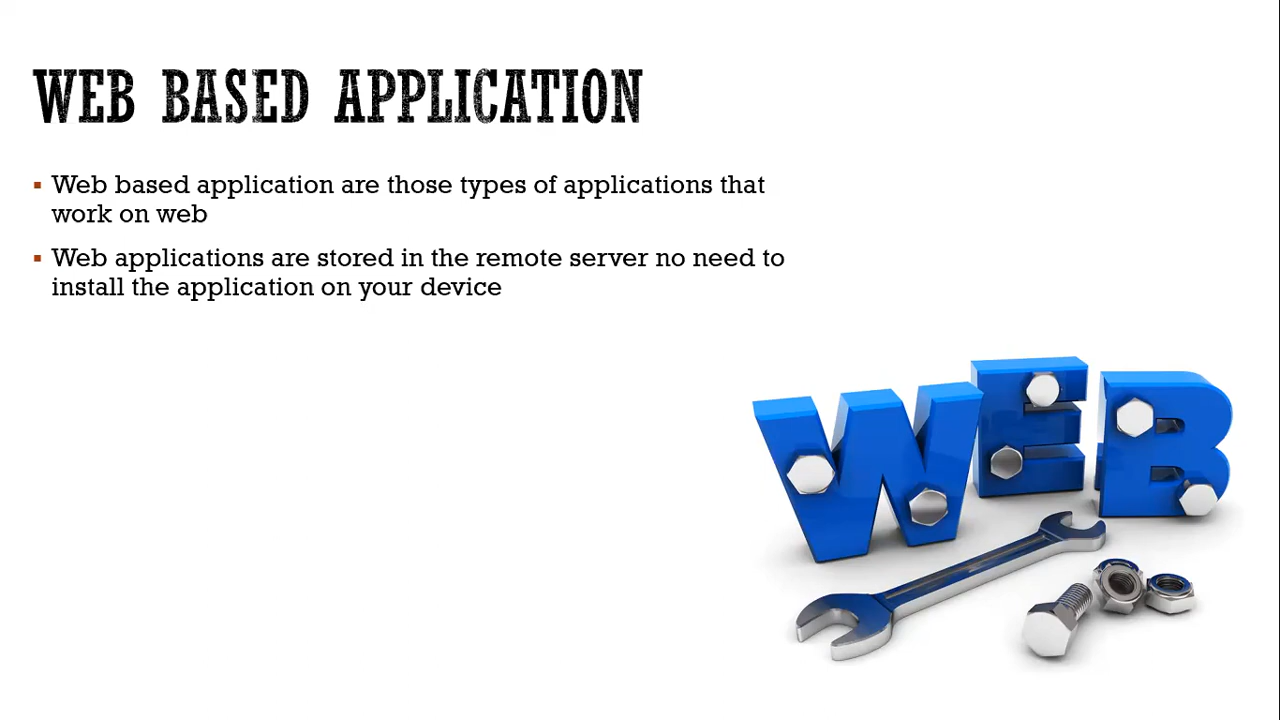 WEB BASED APPLICATION
▪ Web based application are those types of applications that
work on web
▪ Web applications are stored in the remote server no need to
install the application on your device
WEB